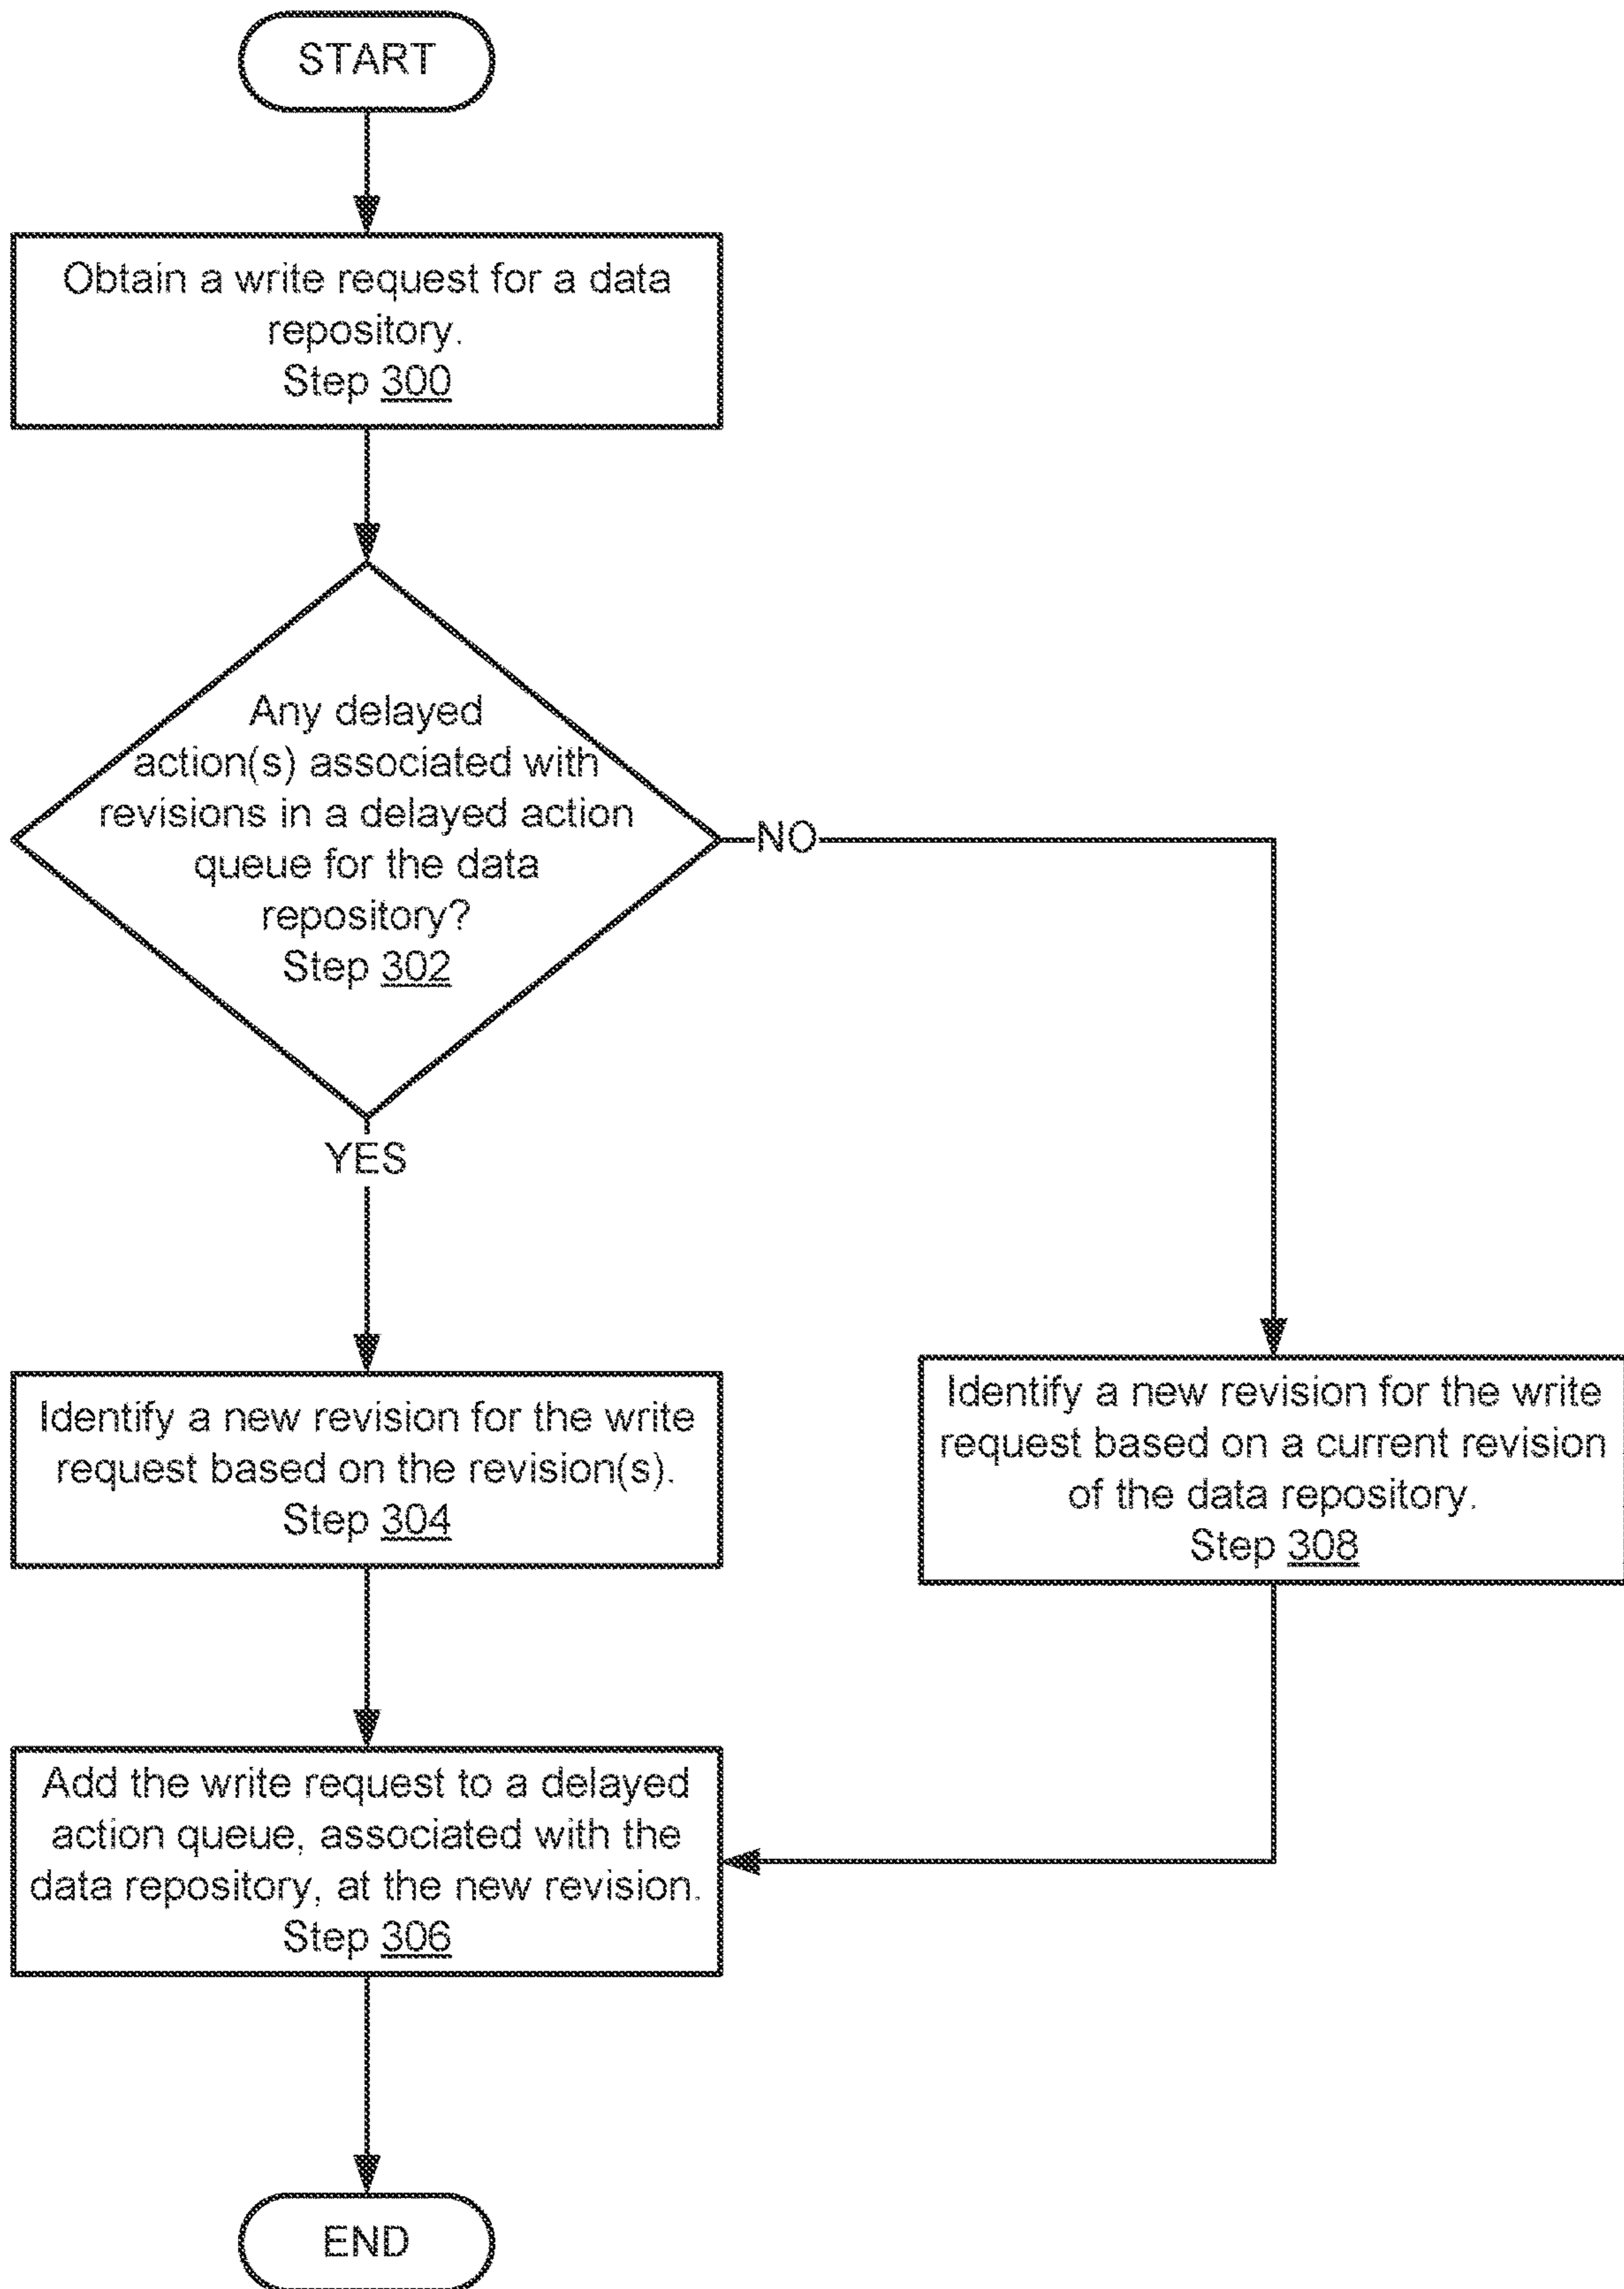 START
Obtain a write request for a data
repository.
Step 300
Any delayed
action(s) associated with
revisions in a delayed action
queue for the data
repository?
Step 302
NO
YES
Identify a new revision for the write
request based on the revision(s).
Step 304
Identify a new revision for the write
request based on a current revision
of the data repository.
Step 308
Add the write request to a delayed
action queue, associated with the
data repository, at the new revision.
Step 306
END